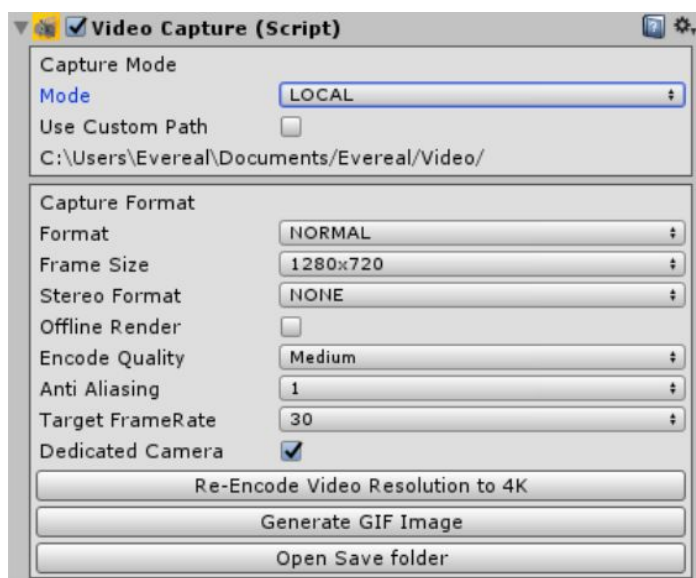 Video Capture (Script)
Capture Mode
Mode LOCAL
Use Custom Path
C:\Users\Evereal\Documents/Evereal/Video/
Capture Format
Format NORMAL
Frame Size 1280x720
Stereo Format NONE
Offline Render
Encode Quality Medium
Anti Aliasing 1
Target FrameRate 30
Dedicated Camera
Re-Encode Video Resolution to 4K
Generate GIF Image
Open Save folder